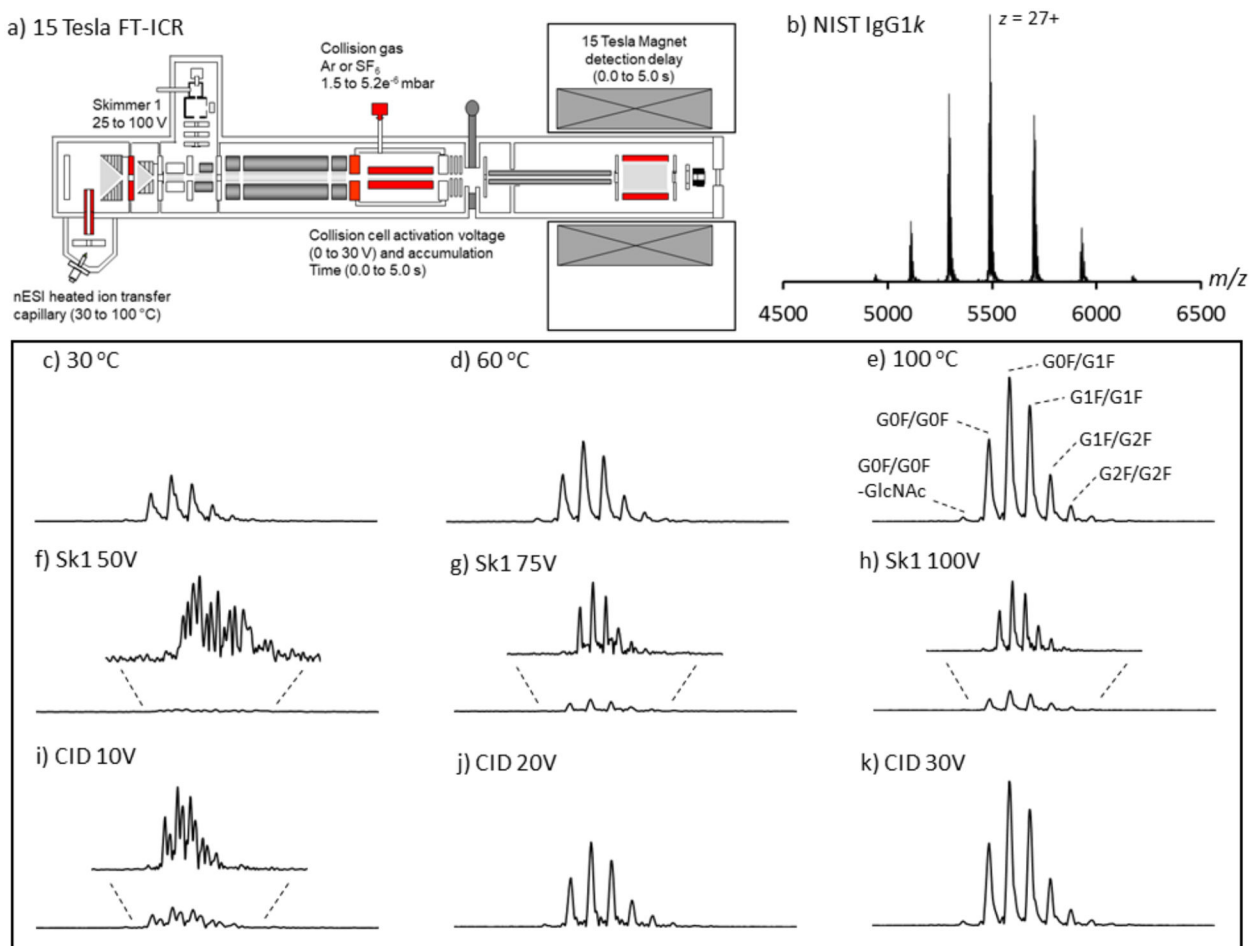 a) 15 Tesla FT-ICR
Collision gas
Ar or SF₆
1.5 to 5.2e⁻⁶ mbar
Skimmer 1
25 to 100 V
15 Tesla Magnet
detection delay
(0.0 to 5.0 s)
Collision cell activation voltage
(0 to 30 V) and accumulation
Time (0.0 to 5.0 s)
nESI heated ion transfer
capillary (30 to 100 °C)
b) NIST IgG1k
z = 27+
m/z
4500 5000 5500 6000 6500
c) 30 °C
d) 60 °C
e) 100 °C
G0F/G1F
G1F/G1F
G0F/G0F
G1F/G2F
G0F/G0F
-GlcNAc
G2F/G2F
f) Sk1 50V
g) Sk1 75V
h) Sk1 100V
i) CID 10V
j) CID 20V
k) CID 30V